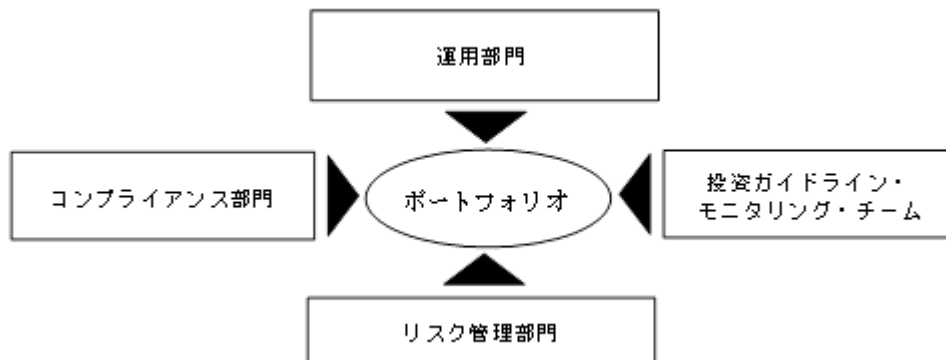 運用部門
コンプライアンス部門
ポートフォリオ
投資ガイドライン・
モニタリング・チーム
リスク管理部門